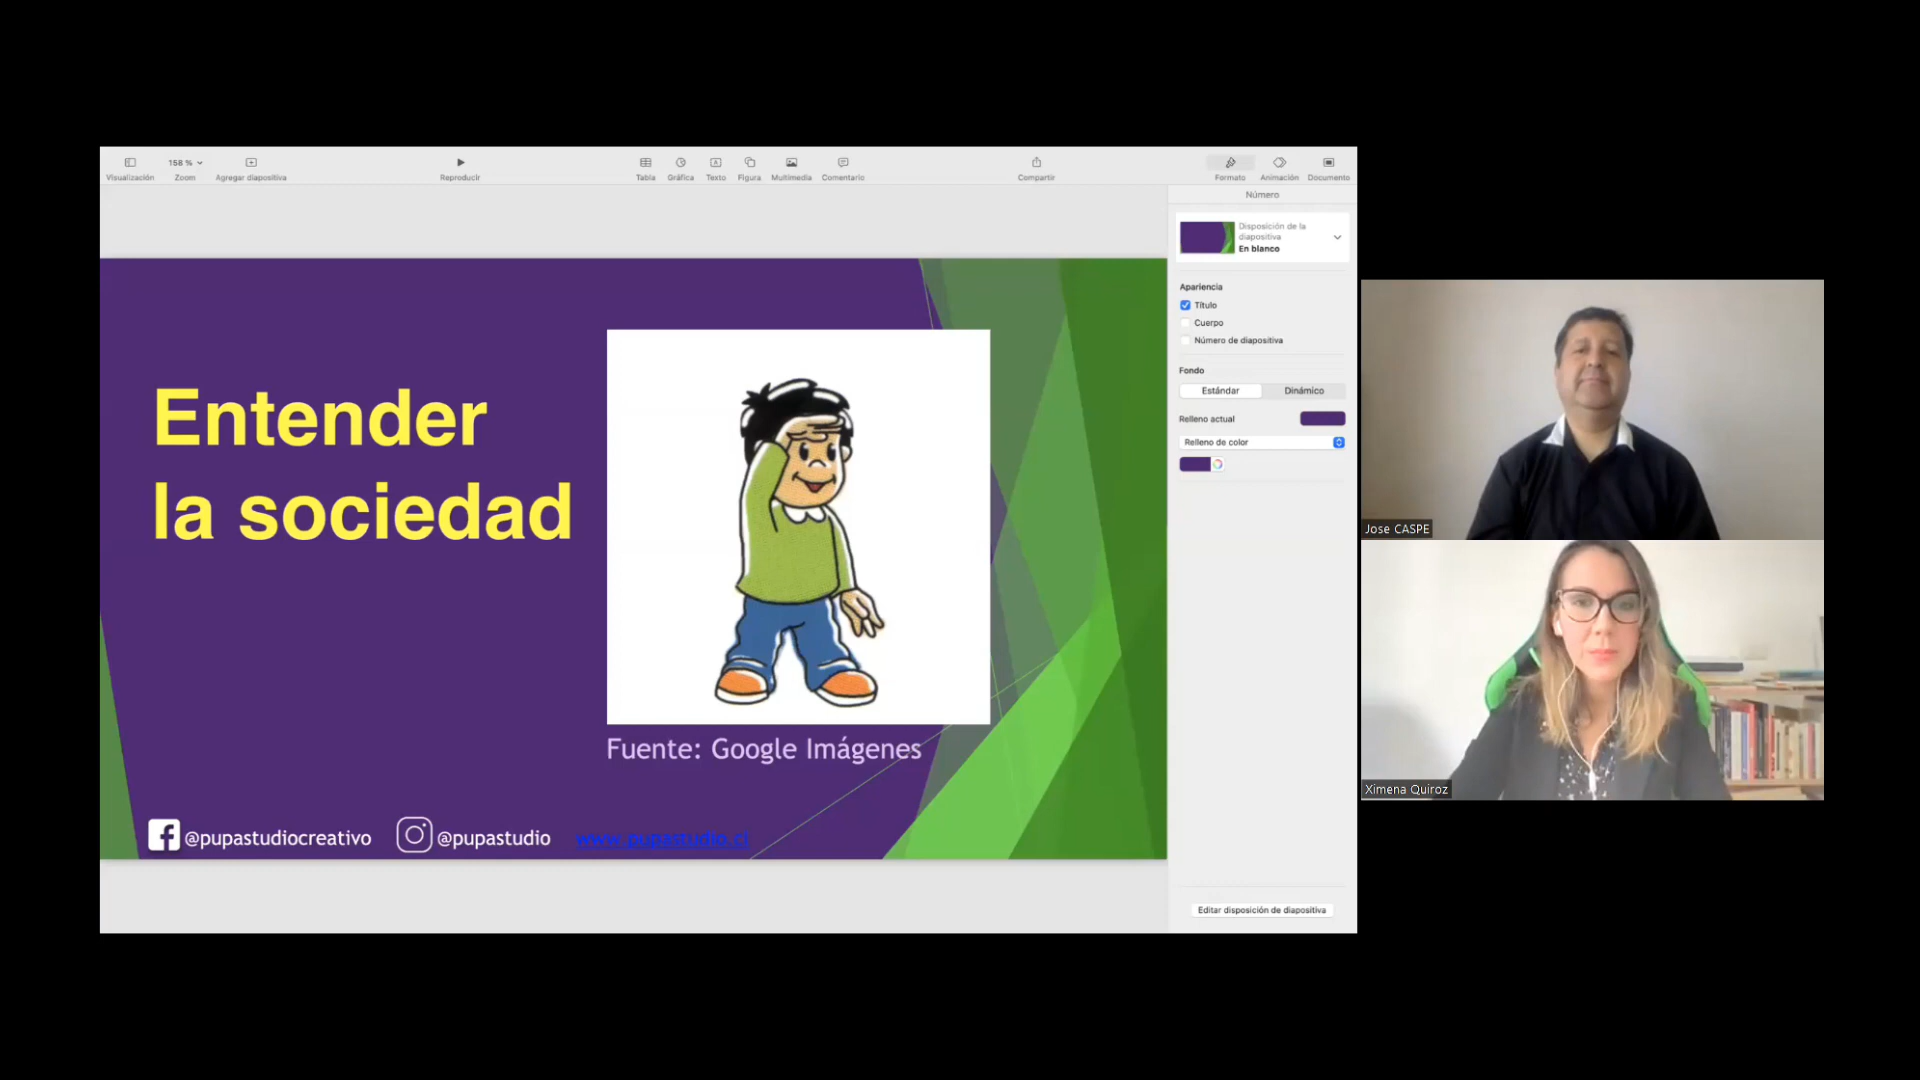 158 %
Visualización
Zoom
Agregar diapositiva
Reproducir
Tabla
Gráfica
Texto
Figura
Multimedia
Comentario
Compartir
Formato
Animación
Documento
Número
Disposición de la
diapositiva
En blanco
Apariencia
Título
Cuerpo
Número de diapositiva
Fondo
Estándar
Dinámico
Relleno actual
Relleno de color
Editar disposición de diapositiva
Entender
la sociedad
Fuente: Google Imágenes
@pupastudiocreativo
@pupastudio
www.pupastudio.cl
Jose CASPE
Ximena Quiroz